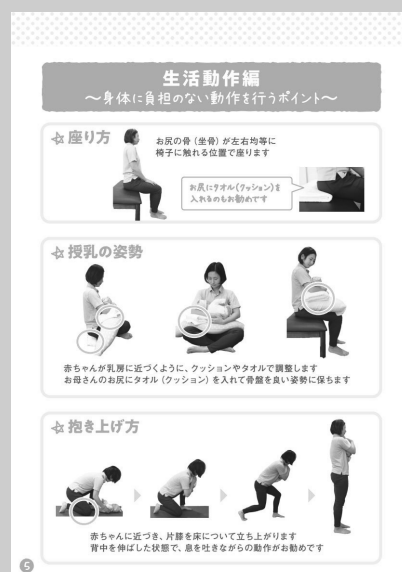 生活動作編
～身体に負担のない動作を行うポイント～
座り方
お尻の骨（坐骨）が左右均等に
椅子に触れる位置で座ります
お尻にタオル（クッション）を
入れるのもお勧めです
授乳の姿勢
赤ちゃんが乳房に近づくように、クッションやタオルで調整します
お母さんのお尻にタオル（クッション）を入れて骨盤を良い姿勢に保ちます
抱き上げ方
赤ちゃんに近づき、片膝を床について立ち上がります
背中を伸ばした状態で、息を吐きながらの動作がお勧めです
5